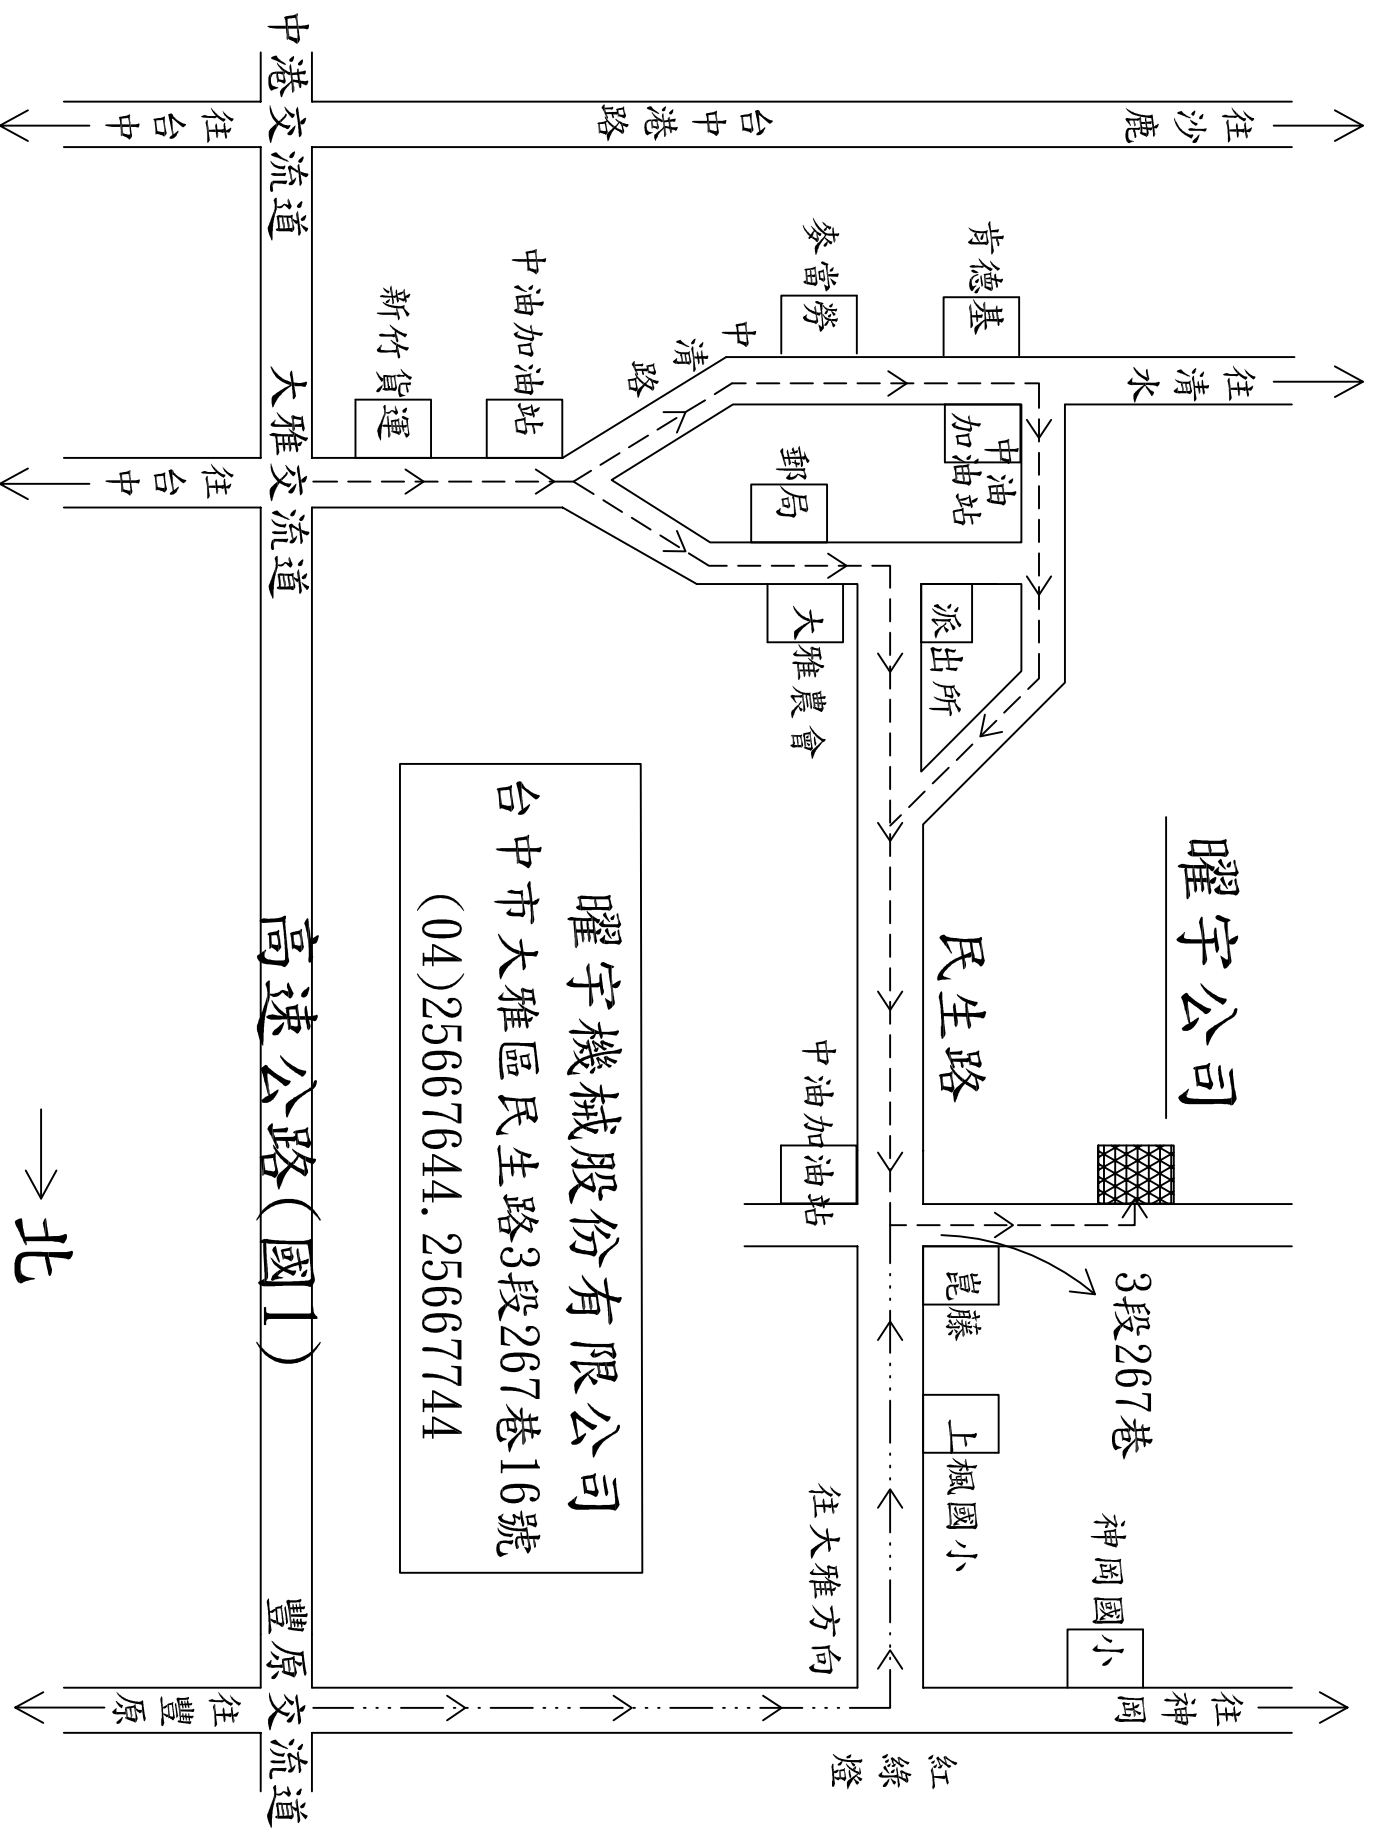 中港交流道
往台中
台中港路
往沙鹿
大雅交流道
往台中
新竹貨運
中油加油站
中清路
麥當勞
肯德基
往清水
中油
加油站
郵局
大雅農會
派出所
曜宇公司
民生路
中油加油站
曜宇機械股份有限公司
台中市大雅區民生路3段267巷16號
(04)25667644.25667744
高速公路(國1)
北
3段267巷
崑藤
上楓國小
神岡國小
往大雅方向
豐原交流道
往豐原
往神岡
紅綠燈